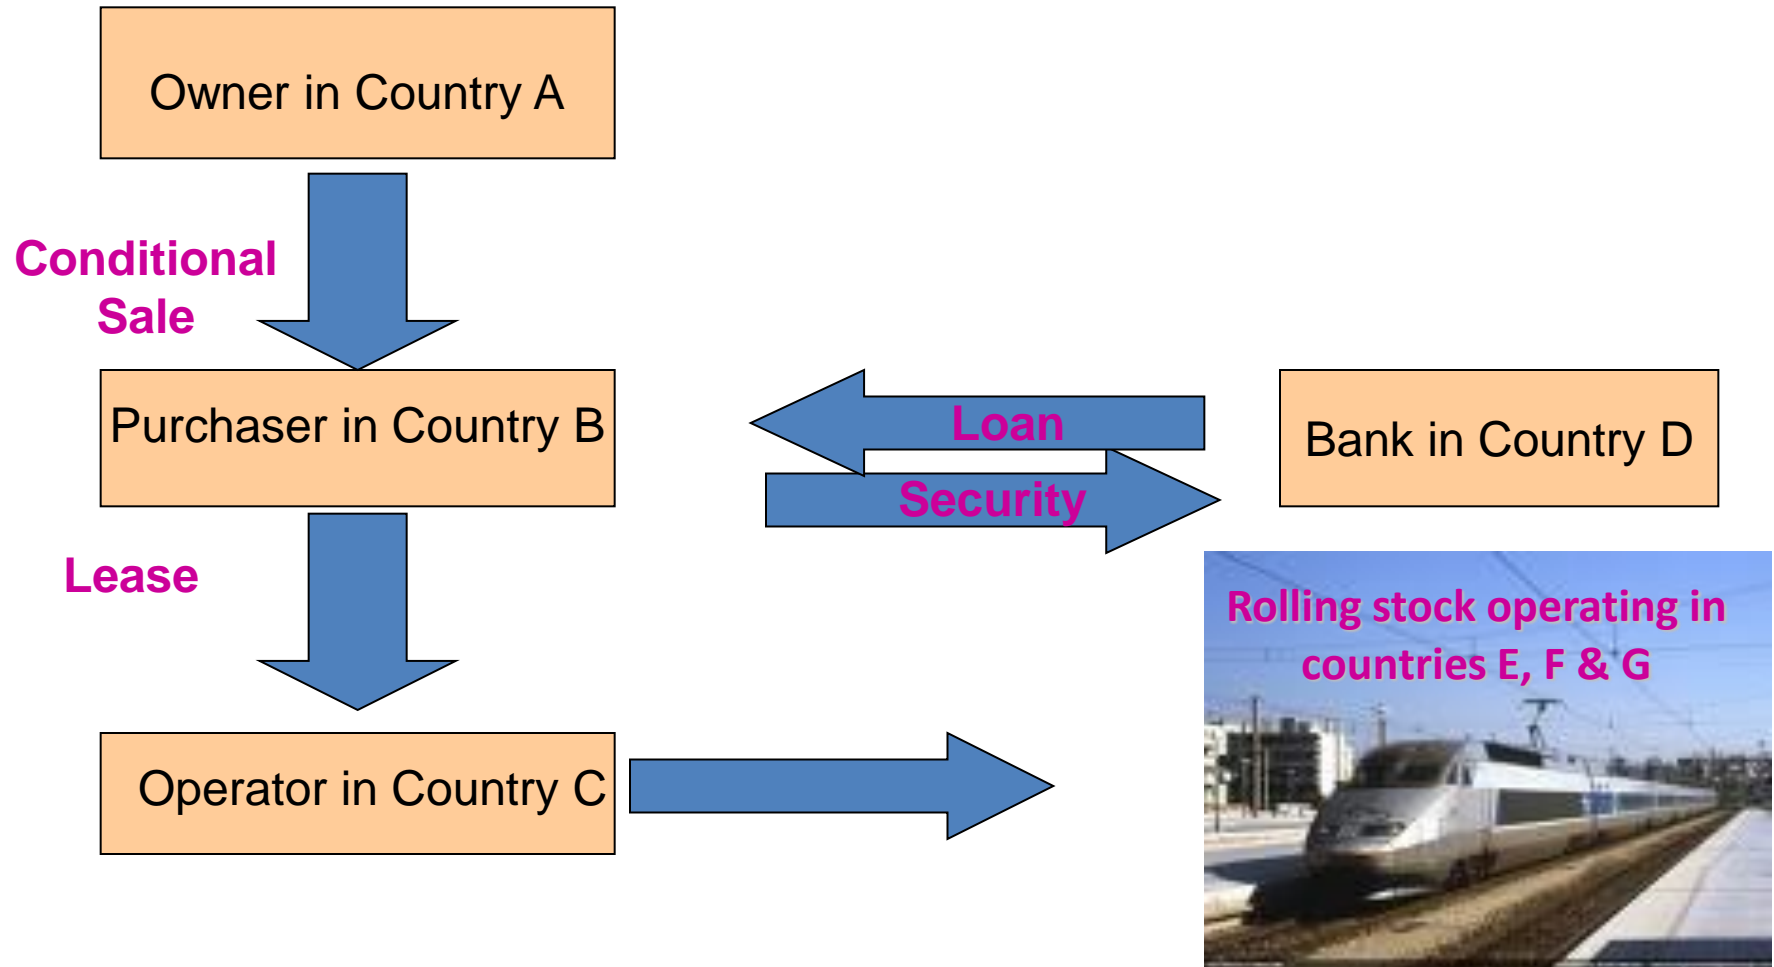 Owner in Country A
Conditional
Sale
Purchaser in Country B
Loan
Security
Bank in Country D
Lease
Rolling stock operating in
countries E, F & G
Operator in Country C